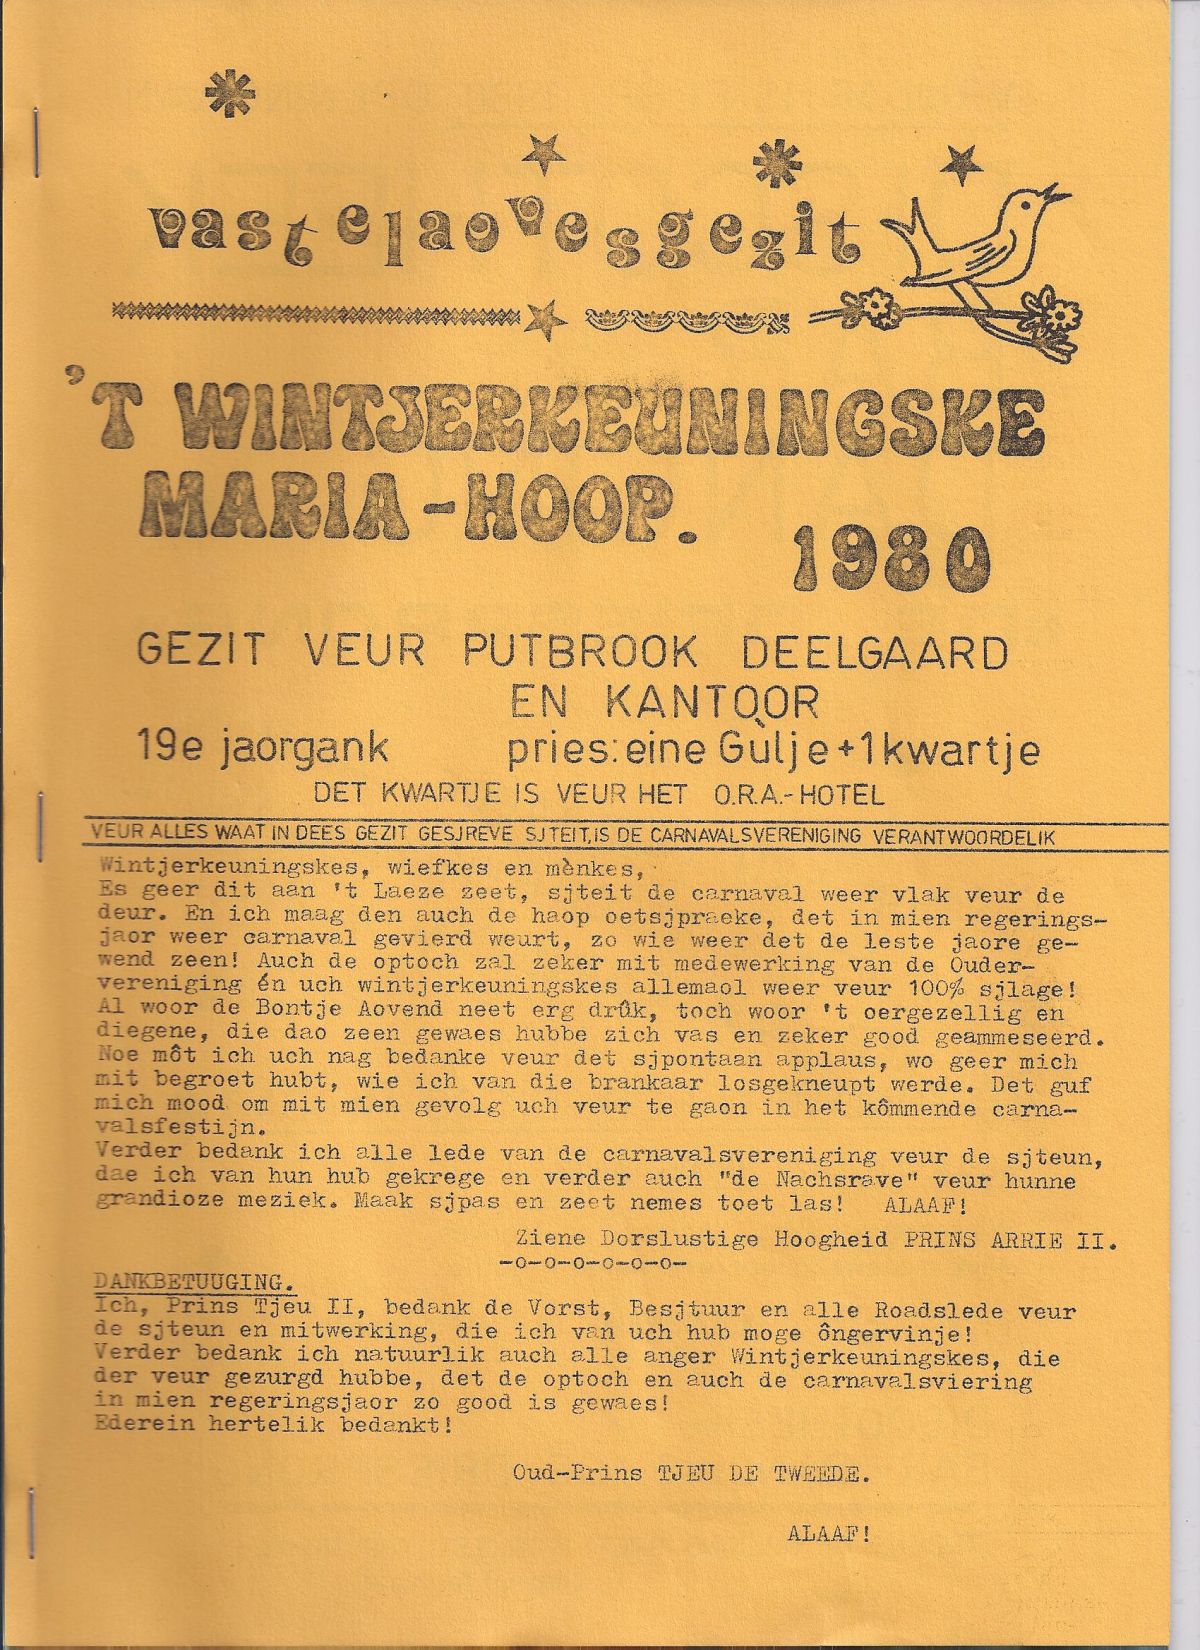 vastelaovesgezit
'T WINTJERKEUNINGSKE
MARIA-HOOP.
1980
GEZIT VEUR PUTBROOK DEELGAARD
EN KANTOOR
19e jaorgank pries: eine Gùlje + 1 kwartje
DET KWARTJE IS VEUR HET O.R.A.-HOTEL
VEUR ALLES WAAT IN DEES GEZIT GESJREVE SJTEIT, IS DE CARNAVALSVERENIGING VERANTWOORDELIK
Wintjerkeuningskes, wiefkes en mènkes,
Es geer dit aan 't Laeze zeet, sjteit de carnaval weer vlak veur de
deur. En ich maag den auch de haop oetsjpraeke, det in mien regerings-
jaor weer carnaval gevierd weurt, zo wie weer det de leste jaore ge-
wend zeen! Auch de optoch zal zeker mit medewerking van de Ouder-
vereniging én uch wintjerkeuningskes allemaol weer veur 100% sjlage!
Al woor de Bontje Aovend neet erg drûk, toch woor 't oergezellig en
diegene, die dao zeen gewaes hubbe zich vas en zeker good geammeseerd.
Noe môt ich uch nag bedanke veur det sjpontaan applaus, wo geer mich
mit begroet hubt, wie ich van die brankaar losgekneupt werde. Det guf
mich mood om mit mien gevolg uch veur te gaon in het kômmende carna-
valsfestijn.
Verder bedank ich alle lede van de carnavalsvereniging veur de sjteun,
dae ich van hun hub gekrege en verder auch "de Nachsrave" veur hunne
grandioze meziek. Maak sjpas en zeet nemes toet las! ALAAF!
Ziene Dorslustige Hoogheid PRINS ARRIE II.
-o-o-o-o-o-o-
DANKBETUUGING.
Ich, Prins Tjeu II, bedank de Vorst, Besjtuur en alle Roadslede veur
de sjteun en mitwerking, die ich van uch hub moge ôngervinje!
Verder bedank ich natuurlik auch alle anger Wintjerkeuningskes, die
der veur gezurgd hubbe, det de optoch en auch de carnavalsviering
in mien regeringsjaor zo good is gewaes!
Ederein hertelik bedankt!
Oud-Prins TJEU DE TWEEDE.
ALAAF!